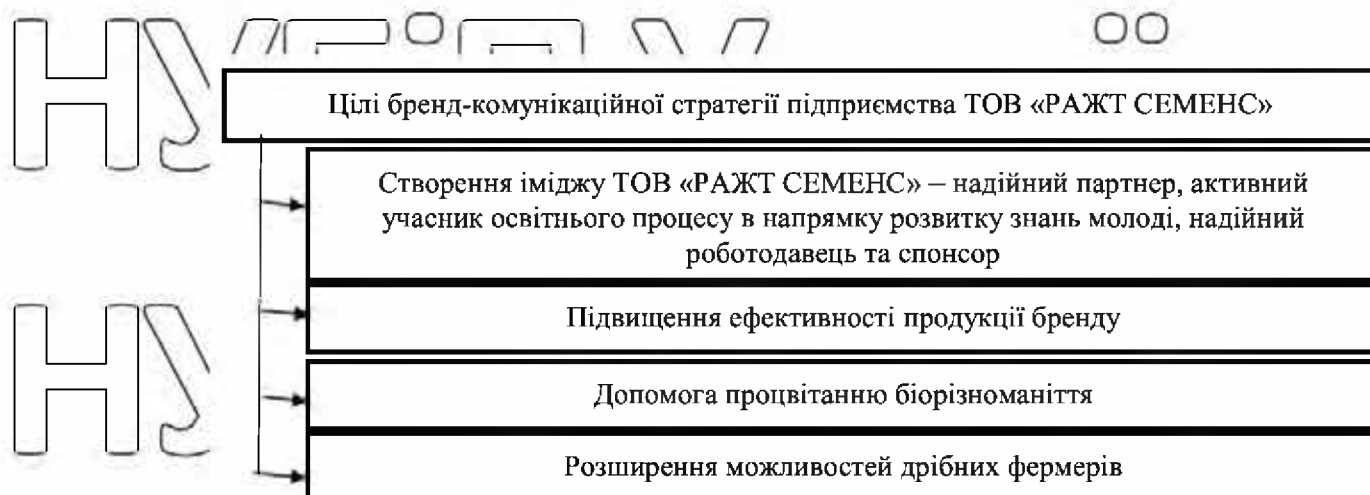 Цілі бренд-комунікаційної стратегії підприємства ТОВ «РАЖТ СЕМЕНС»
Створення іміджу ТОВ «РАЖТ СЕМЕНС» – надійний партнер, активний
учасник освітнього процесу в напрямку розвитку знань молоді, надійний
роботодавець та спонсор
Підвищення ефективності продукції бренду
Допомога процвітанню біорізноманіття
Розширення можливостей дрібних фермерів